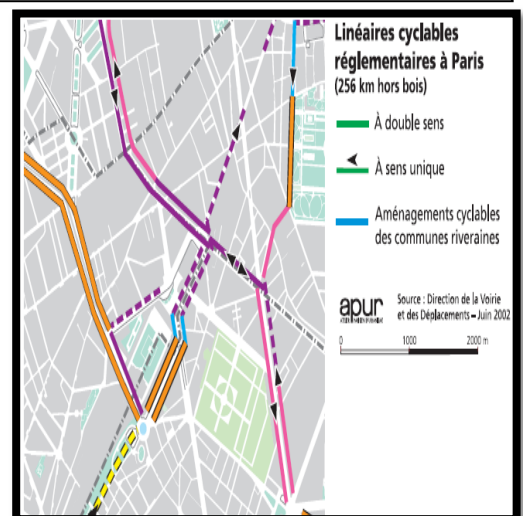 Linéaires cyclables
réglementaires à Paris
(256 km hors bois)
À double sens
À sens unique
Aménagements cyclables
des communes riveraines
apur
Source : Direction de la Voirie
et des Déplacements – Juin 2002
0 1000 2000 m